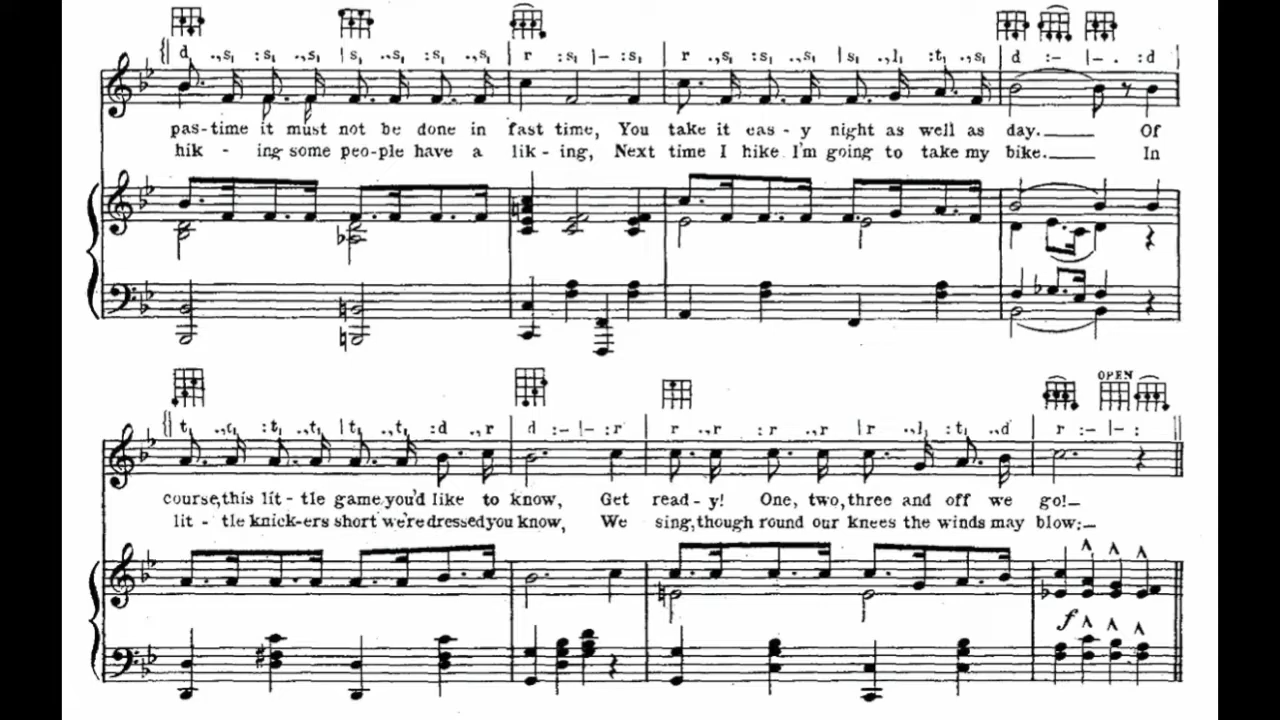 d .,s, :s, .,s, |s, .,s, :s, .,s, r :s, |– :s, r .,s, :s, .,s, |s, .,l, :t, .,s, d :– |– . :d
pas-time it must not be done in fast time, You take it eas-y night as well as day. Of
hik - ing some peo-ple have a lik-ing, Next time I hike I'm going to take my bike. In
OPEN
t, .,t, :t, .,t, |t, .,t, :d .,r d :– |– :r r .,r :r .,r |r .,l, :t, .,d r :– |– :
course, this lit-tle game you'd like to know, Get read-y! One, two, three and off we go!–
lit-tle knick-ers short we're dressed you know, We sing, though round our knees the winds may blow:–
f